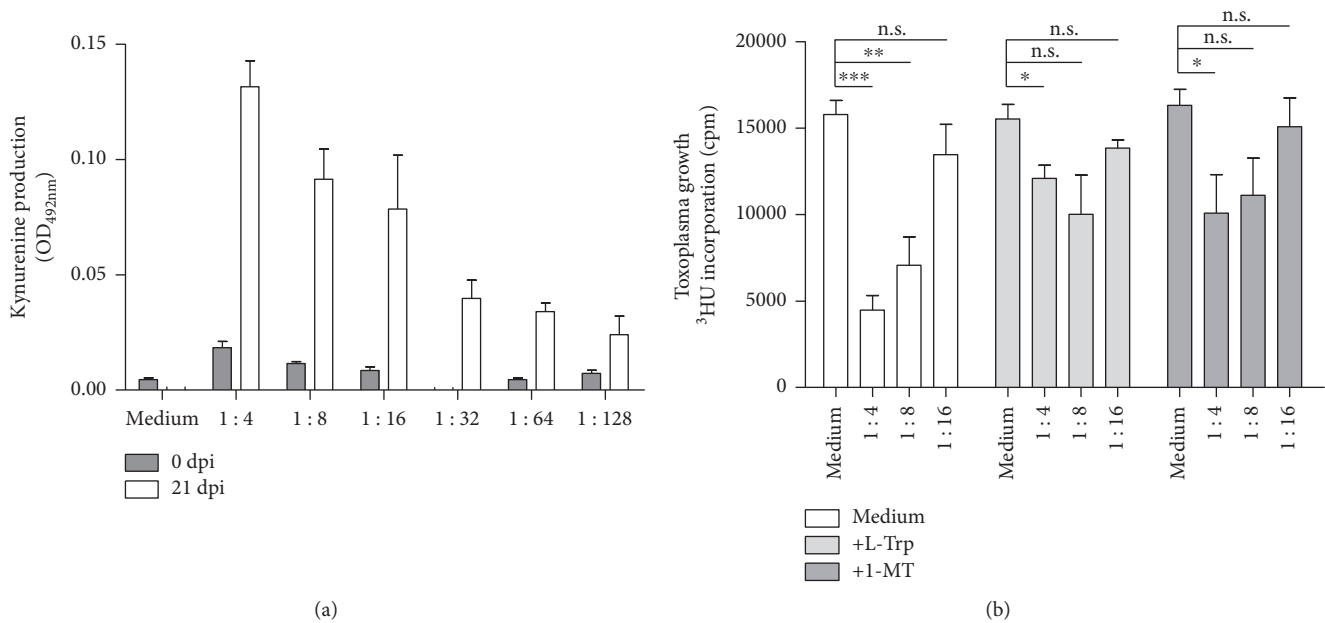 Kynurenine production
(OD492nm)
0.15
0.10
0.05
0.00
Medium 1 : 4 1 : 8 1 : 16 1 : 32 1 : 64 1 : 128
0 dpi
21 dpi
(a)
Toxoplasma growth
³HU incorporation (cpm)
20000
15000
10000
5000
0
n.s.
**
***
n.s.
n.s.
*
n.s.
n.s.
*
Medium
1 : 4
1 : 8
1 : 16
Medium
1 : 4
1 : 8
1 : 16
Medium
1 : 4
1 : 8
1 : 16
Medium
+L-Trp
+1-MT
(b)